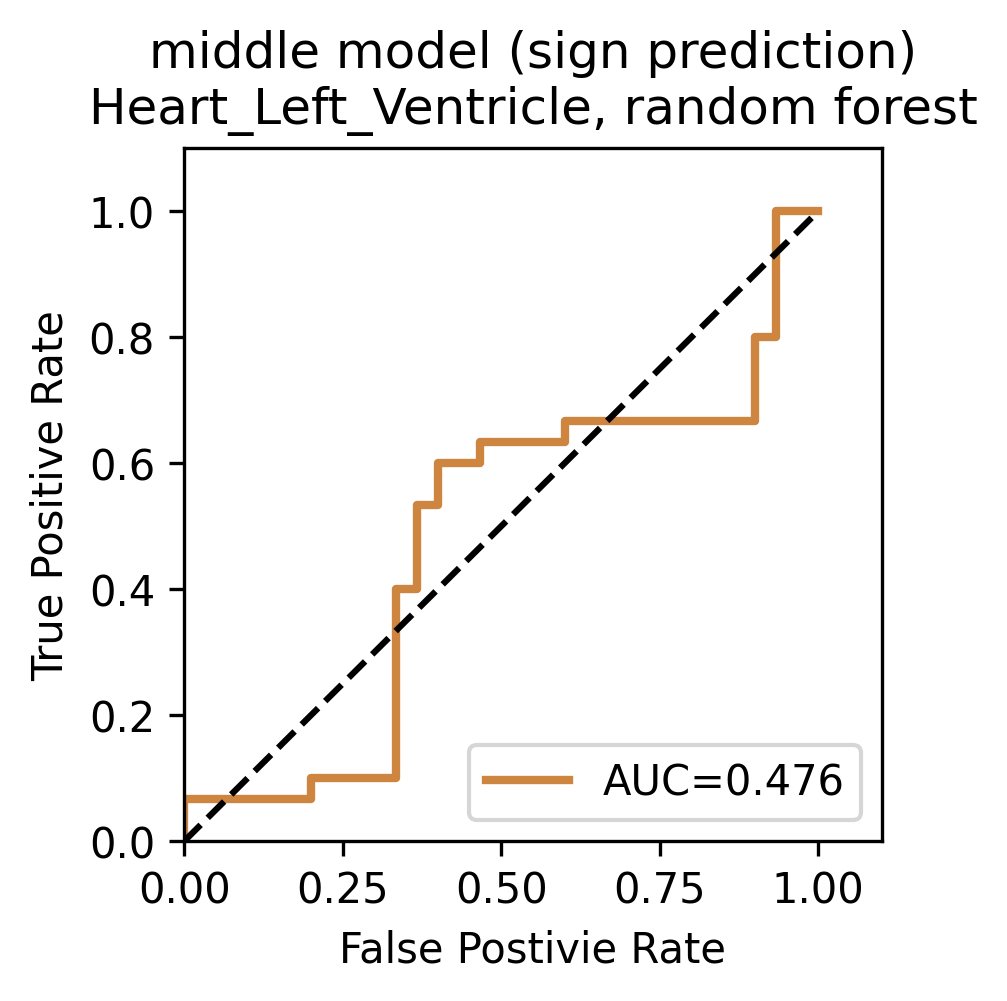 middle model (sign prediction)
Heart_Left_Ventricle, random forest
1.0
0.8
0.6
0.4
0.2
0.0
True Positive Rate
AUC=0.476
0.00 0.25 0.50 0.75 1.00
False Postivie Rate